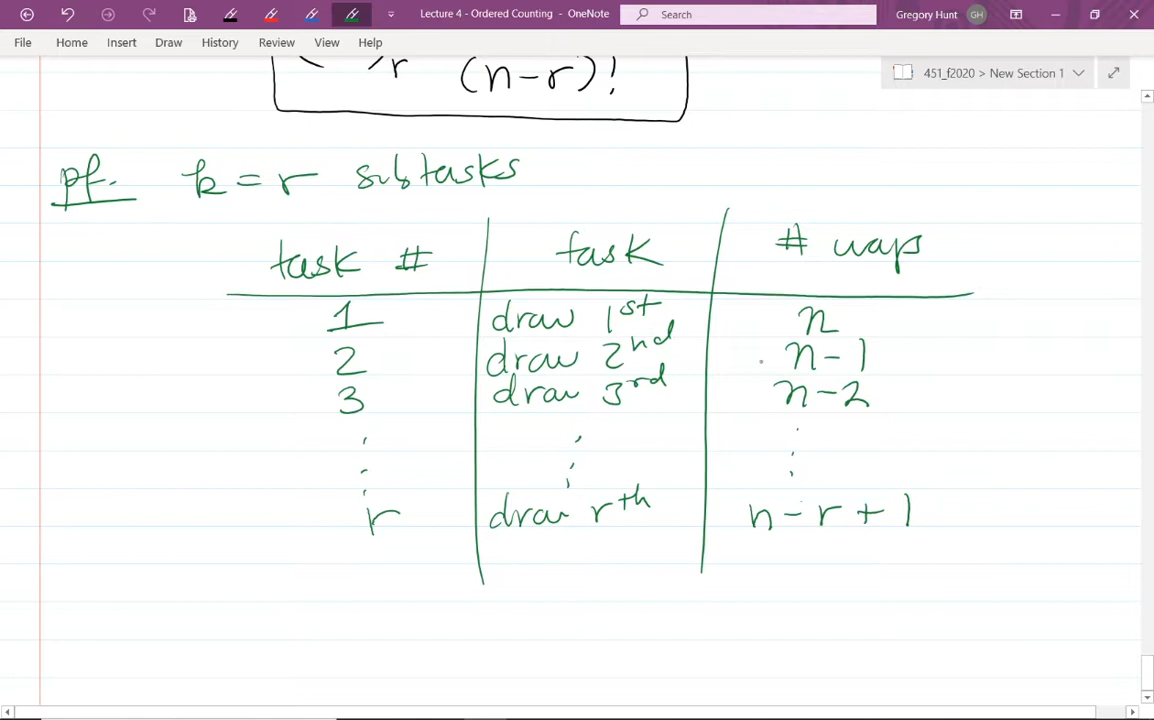 Lecture 4 - Ordered Counting - OneNote
Search
Gregory Hunt GH
File Home Insert Draw History Review View Help
451_f2020 > New Section 1
r (n-r)!
pf. k = r subtasks
task # task # ways
1 draw 1st n
2 draw 2nd n-1
3 draw 3rd n-2
r draw rth n-r+1